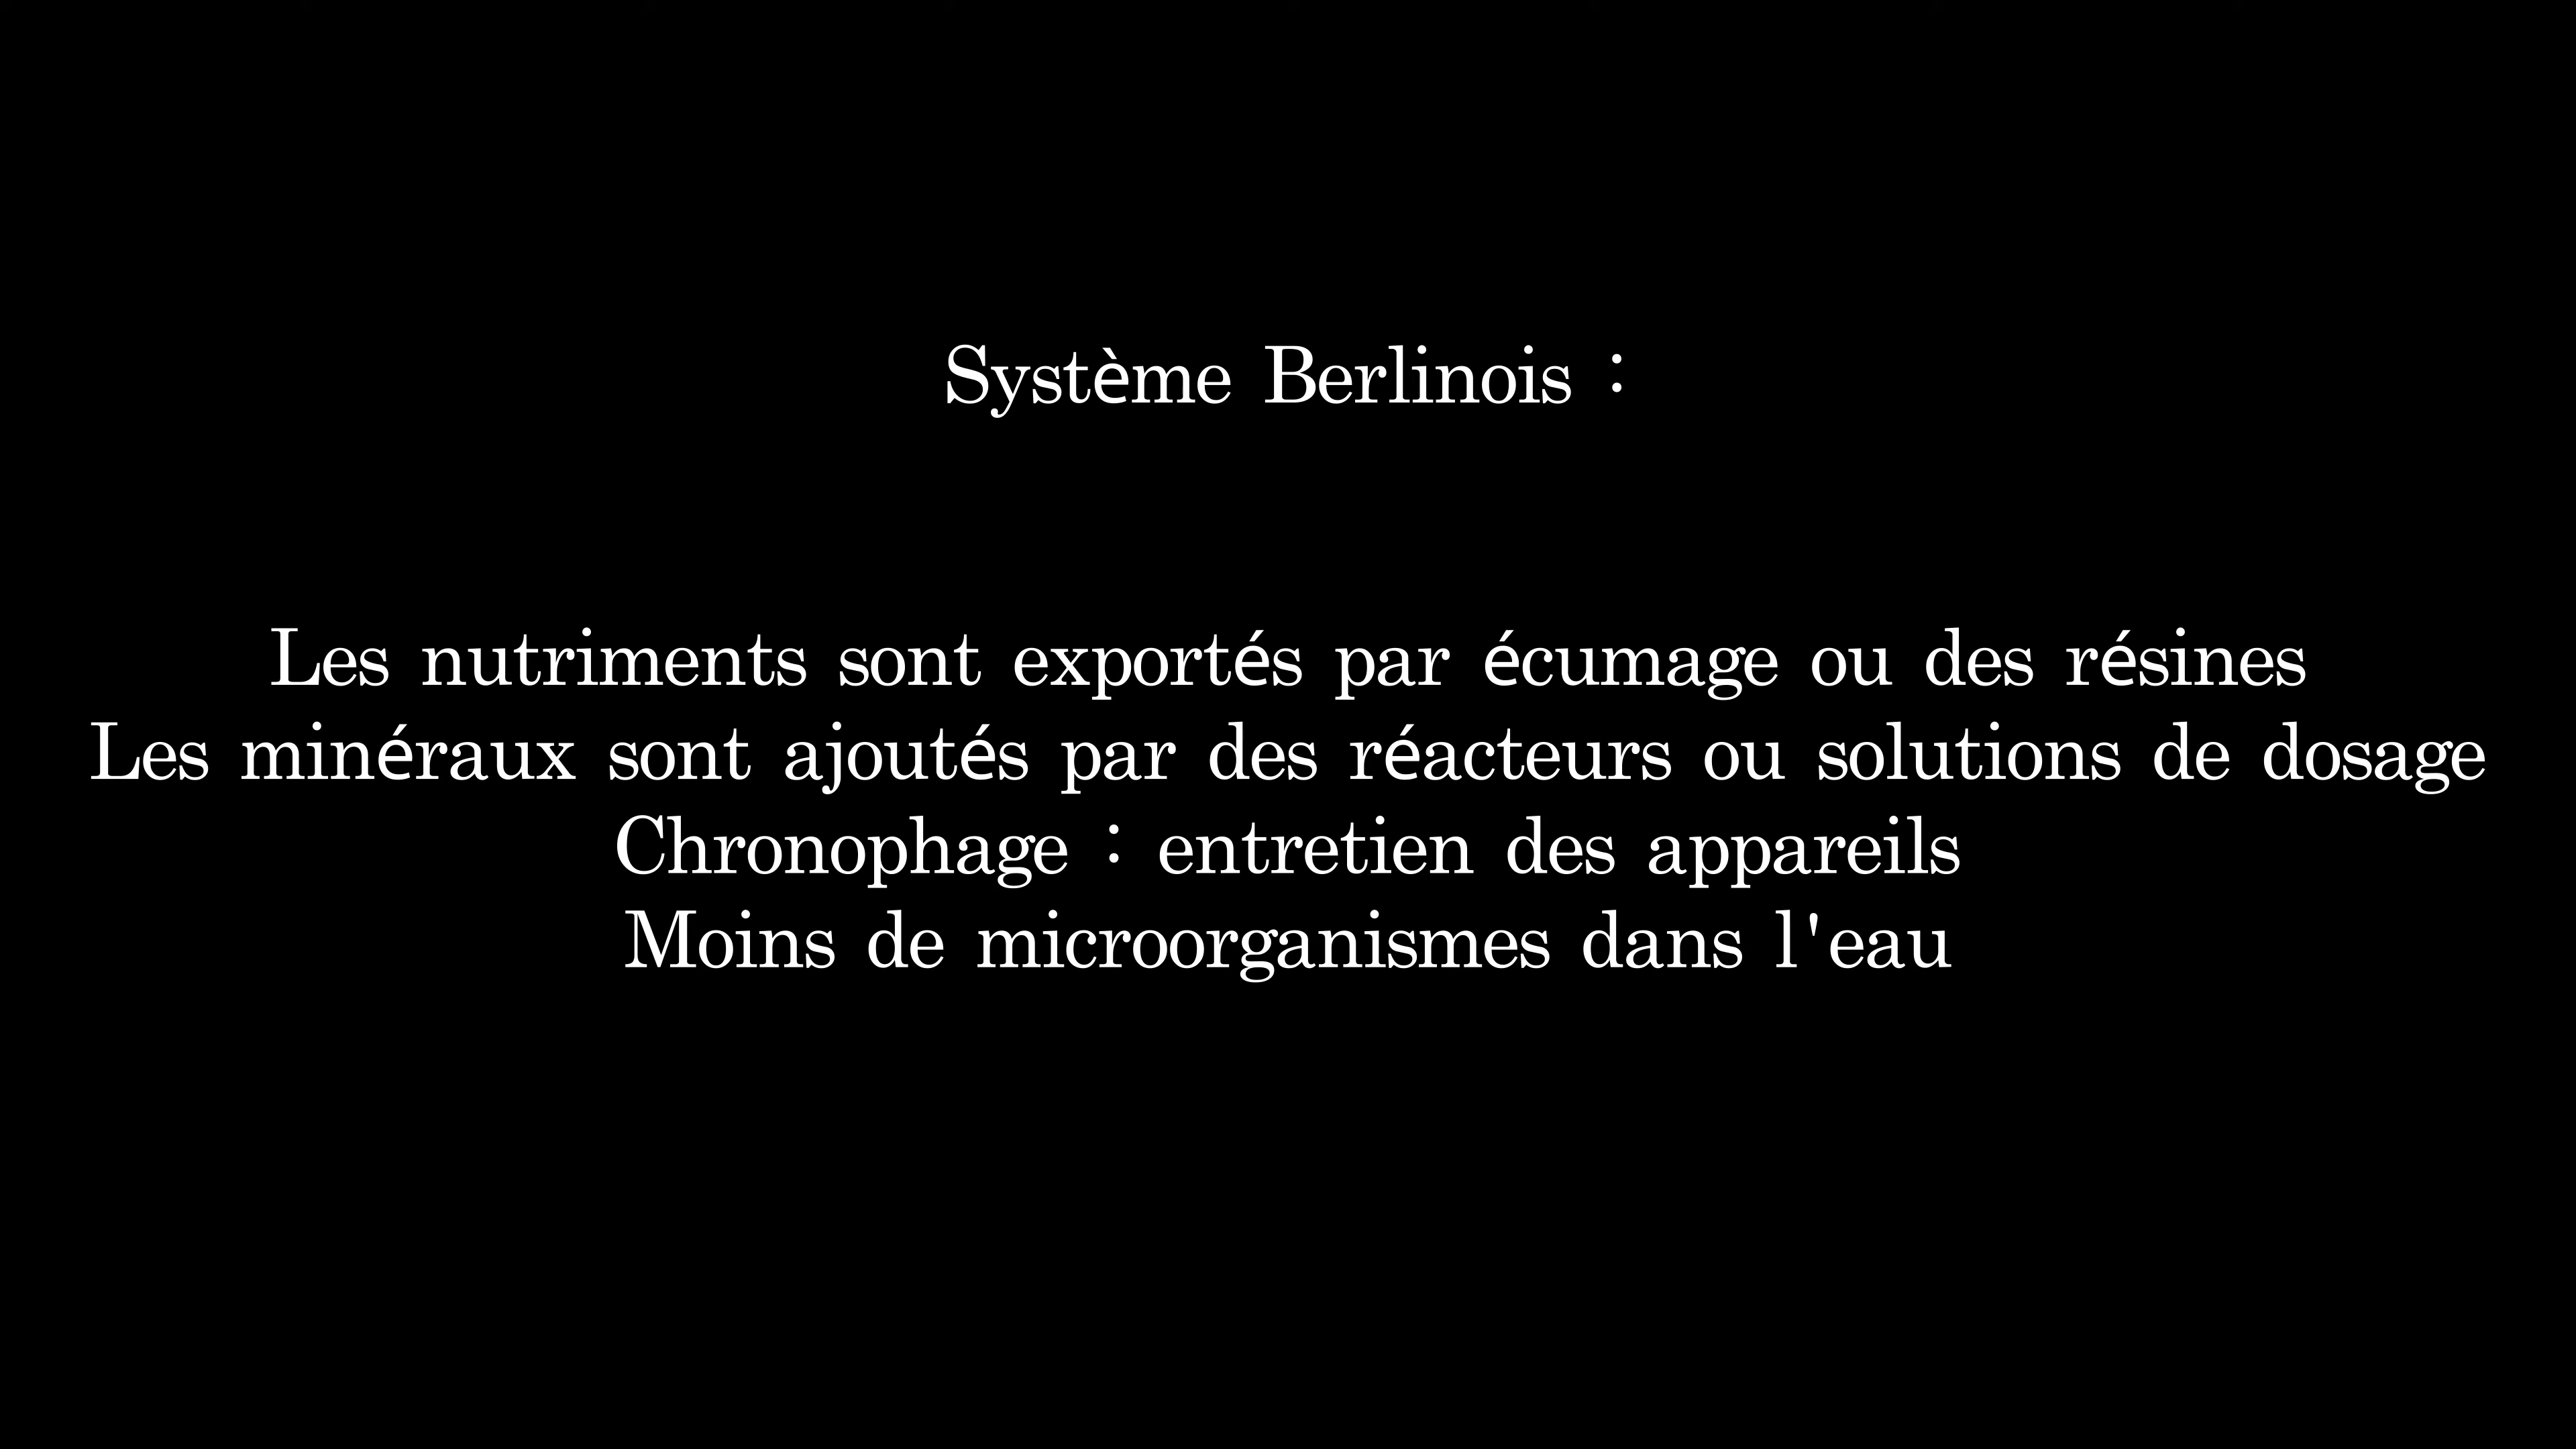 Système Berlinois :
Les nutriments sont exportés par écumage ou des résines
Les minéraux sont ajoutés par des réacteurs ou solutions de dosage
Chronophage : entretien des appareils
Moins de microorganismes dans l'eau